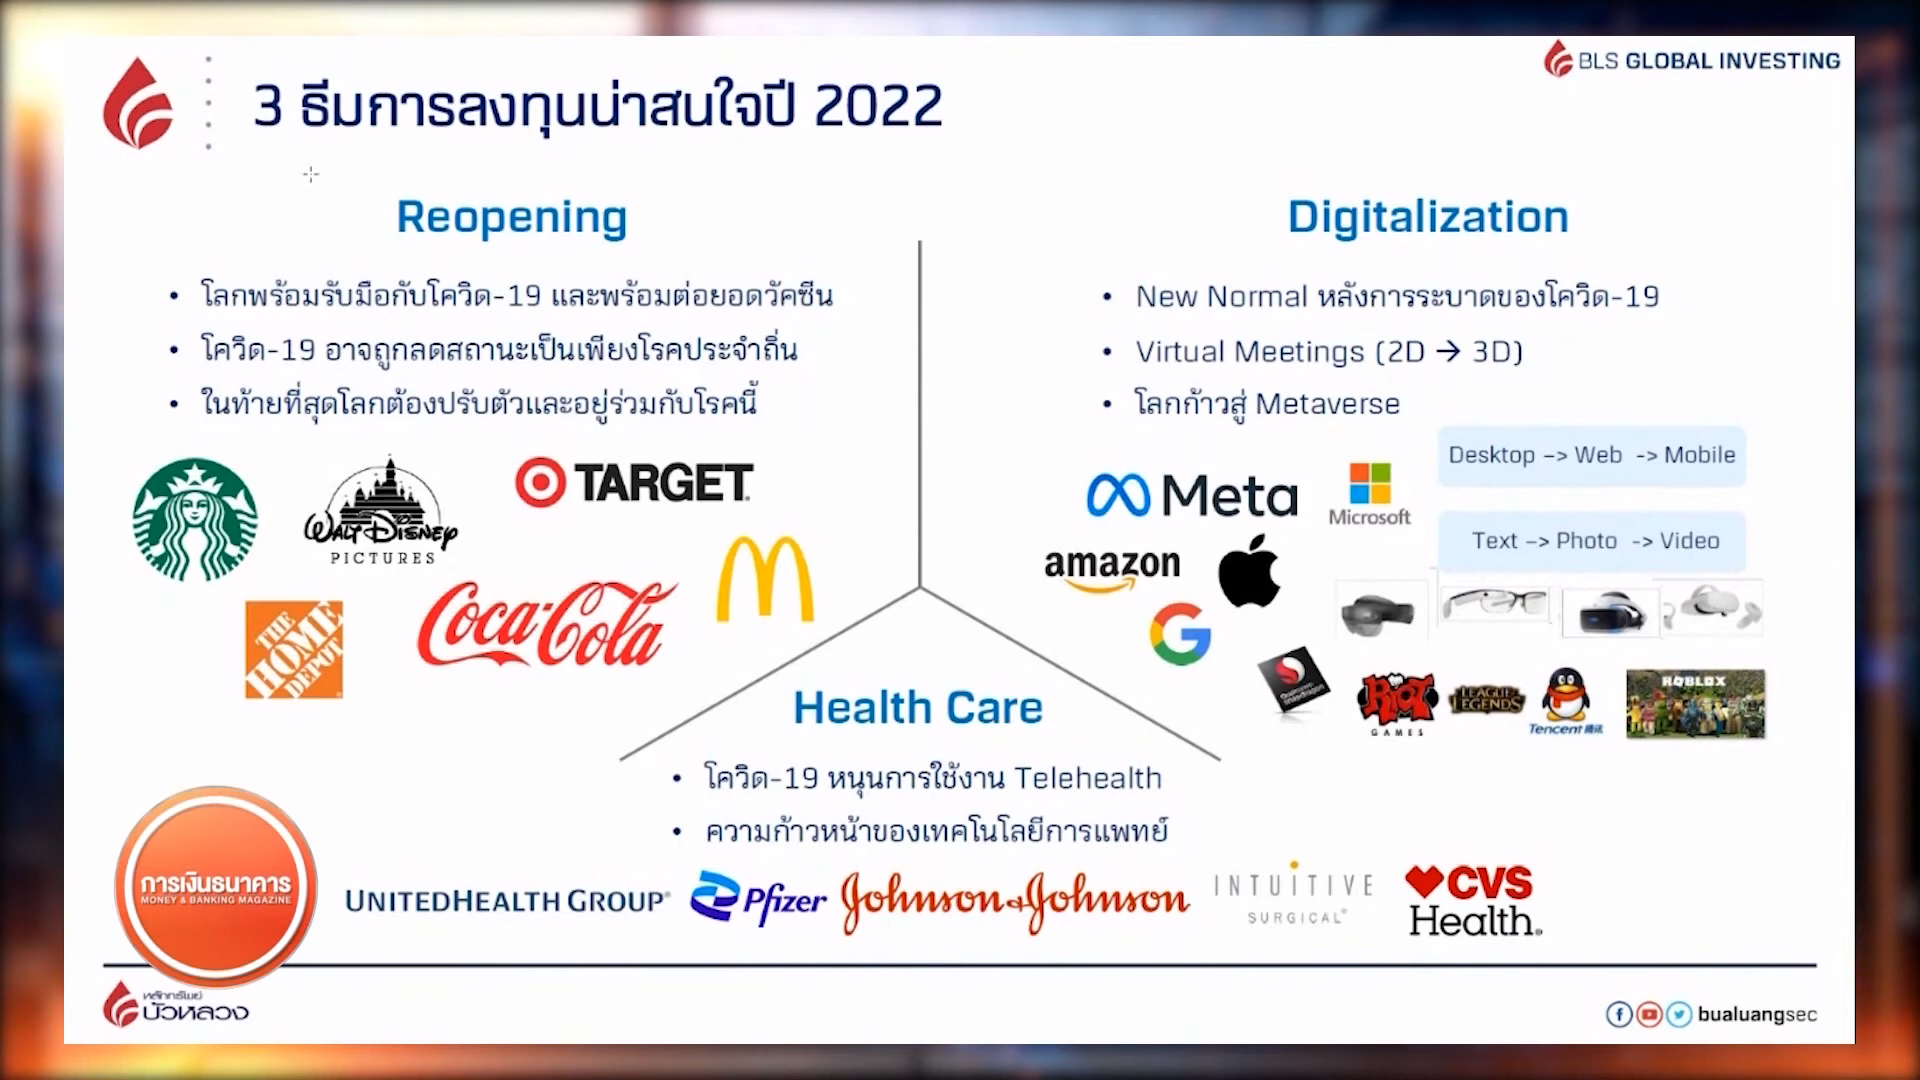 BLS GLOBAL INVESTING
3 ธีมการลงทุนน่าสนใจปี 2022
Reopening
• โลกพร้อมรับมือกับโควิด-19 และพร้อมต่อยอดวัคซีน
• โควิด-19 อาจถูกลดสถานะเป็นเพียงโรคประจำถิ่น
• ในท้ายที่สุดโลกต้องปรับตัวและอยู่ร่วมกับโรคนี้
WALT DISNEY
PICTURES
TARGET
THE
HOME
DEPOT
Coca-Cola
Digitalization
• New Normal หลังการระบาดของโควิด-19
• Virtual Meetings (2D → 3D)
• โลกก้าวสู่ Metaverse
Desktop –> Web -> Mobile
Text –> Photo -> Video
Meta
Microsoft
amazon
Qualcomm
snapdragon
RIOT
GAMES
LEAGUE
LEGENDS
Tencent 腾讯
ROBLOX
Health Care
• โควิด-19 หนุนการใช้งาน Telehealth
• ความก้าวหน้าของเทคโนโลยีการแพทย์
UNITEDHEALTH GROUP®
Pfizer
Johnson & Johnson
INTUITIVE
SURGICAL®
CVS
Health®
การเงินธนาคาร
MONEY & BANKING MAGAZINE
หลักทรัพย์
บัวหลวง
bualuangsec